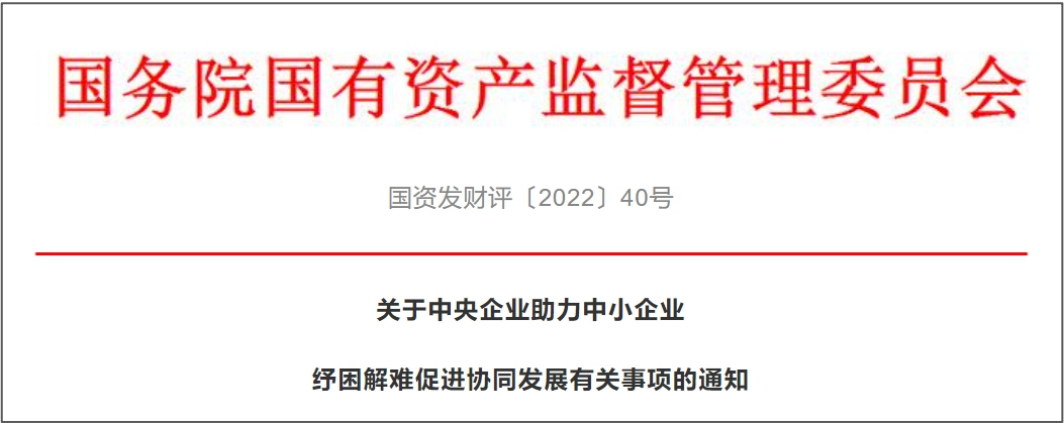 国务院国有资产监督管理委员会
国资发财评〔2022〕40号
关于中央企业助力中小企业
纾困解难促进协同发展有关事项的通知